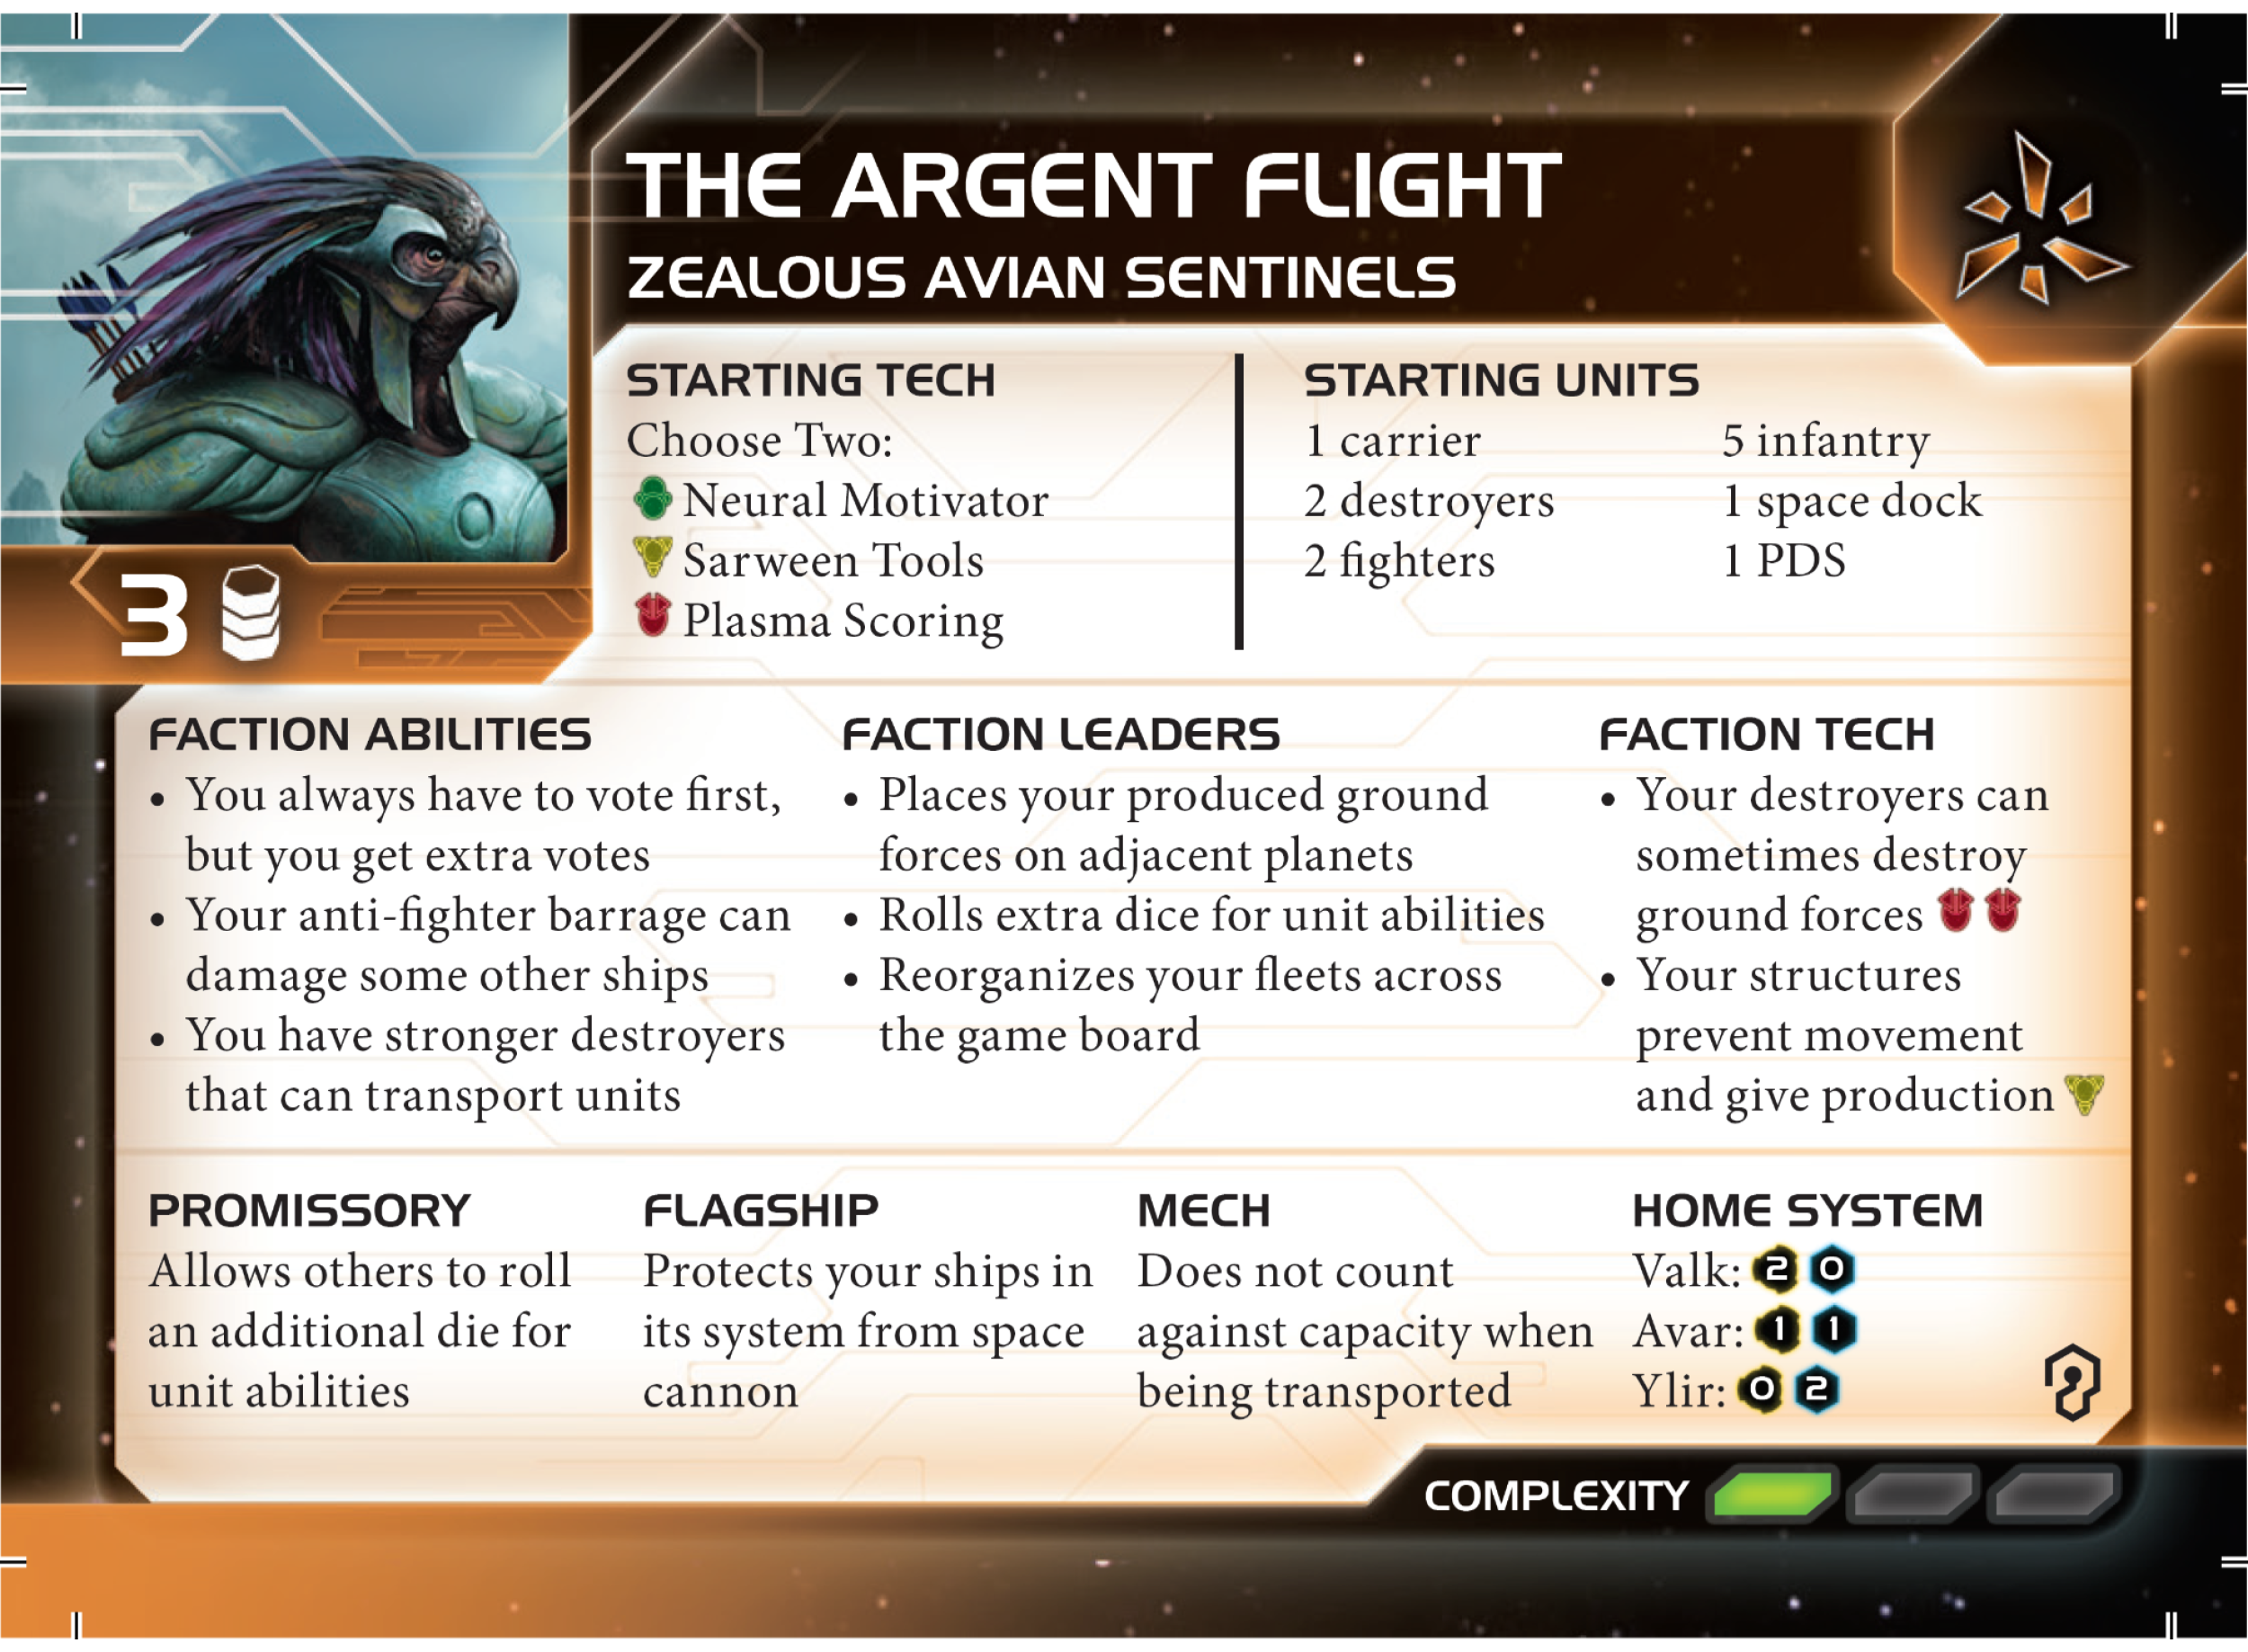 THE ARGENT FLIGHT
ZEALOUS AVIAN SENTINELS
3
STARTING TECH
Choose Two:
Neural Motivator
Sarween Tools
Plasma Scoring
STARTING UNITS
1 carrier
2 destroyers
2 fighters
5 infantry
1 space dock
1 PDS
FACTION ABILITIES
• You always have to vote first,
but you get extra votes
• Your anti-fighter barrage can
damage some other ships
• You have stronger destroyers
that can transport units
FACTION LEADERS
• Places your produced ground
forces on adjacent planets
• Rolls extra dice for unit abilities
• Reorganizes your fleets across
the game board
FACTION TECH
• Your destroyers can
sometimes destroy
ground forces
• Your structures
prevent movement
and give production
PROMISSORY
Allows others to roll
an additional die for
unit abilities
FLAGSHIP
Protects your ships in
its system from space
cannon
MECH
Does not count
against capacity when
being transported
HOME SYSTEM
Valk: 2 0
Avar: 1 1
Ylir: 0 2
COMPLEXITY